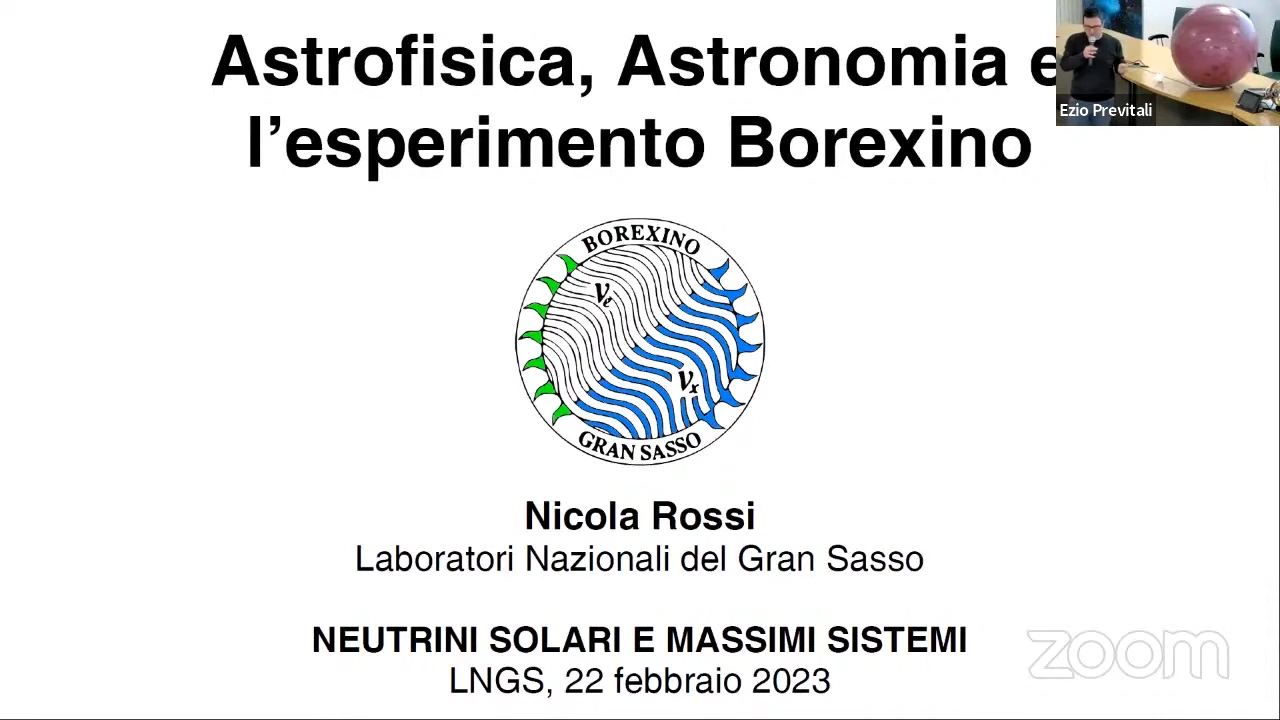 Astrofisica, Astronomia e
l’esperimento Borexino
Ezio Previtali
BOREXINO
νe
νx
GRAN SASSO
Nicola Rossi
Laboratori Nazionali del Gran Sasso
NEUTRINI SOLARI E MASSIMI SISTEMI
LNGS, 22 febbraio 2023
zoom